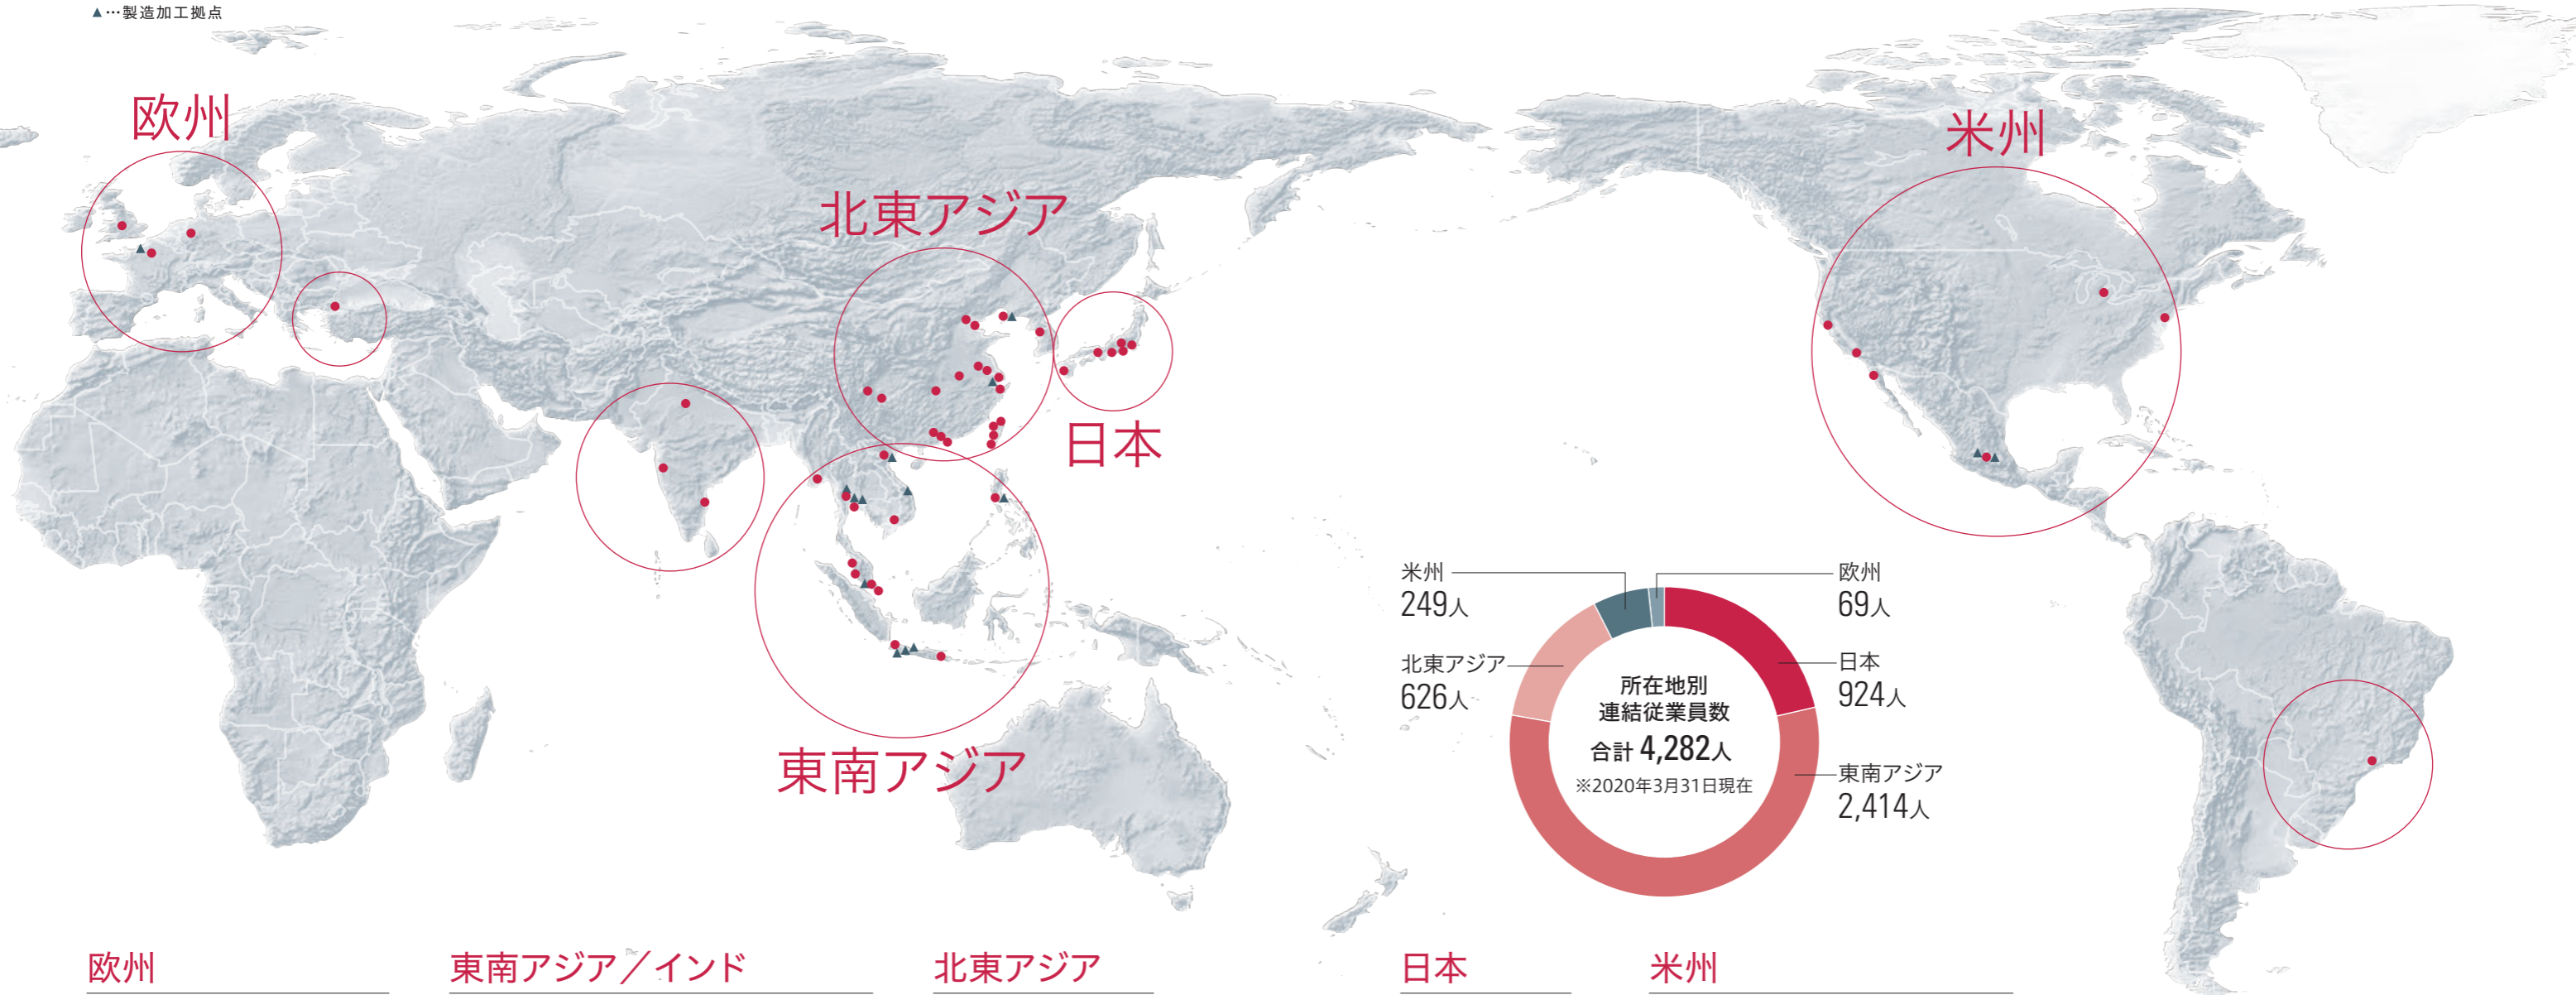 ▲…製造加工拠点
欧州
米州
北東アジア
日本
東南アジア
米州
249人
欧州
69人
北東アジア
626人
日本
924人
東南アジア
2,414人
所在地別
連結従業員数
合計 4,282人
※2020年3月31日現在
欧州
東南アジア／インド
北東アジア
日本
米州